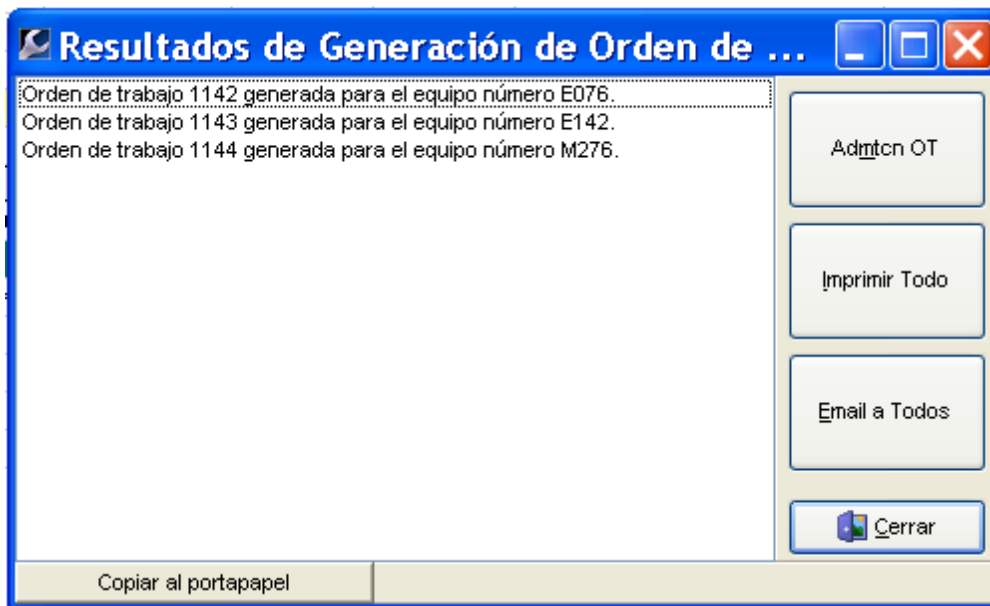 Resultados de Generación de Orden de ...
Orden de trabajo 1142 generada para el equipo número E076.
Orden de trabajo 1143 generada para el equipo número E142.
Orden de trabajo 1144 generada para el equipo número M276.
Admtcn OT
Imprimir Todo
Email a Todos
Cerrar
Copiar al portapapel